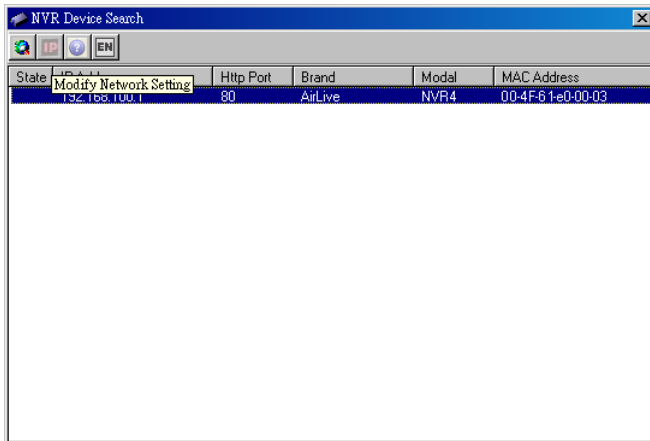 NVR Device Search
IP ? EN
State Http Port Brand Modal MAC Address
Modify Network Setting
192.168.100.1 80 AirLive NVR4 00-4F-61-e0-00-03